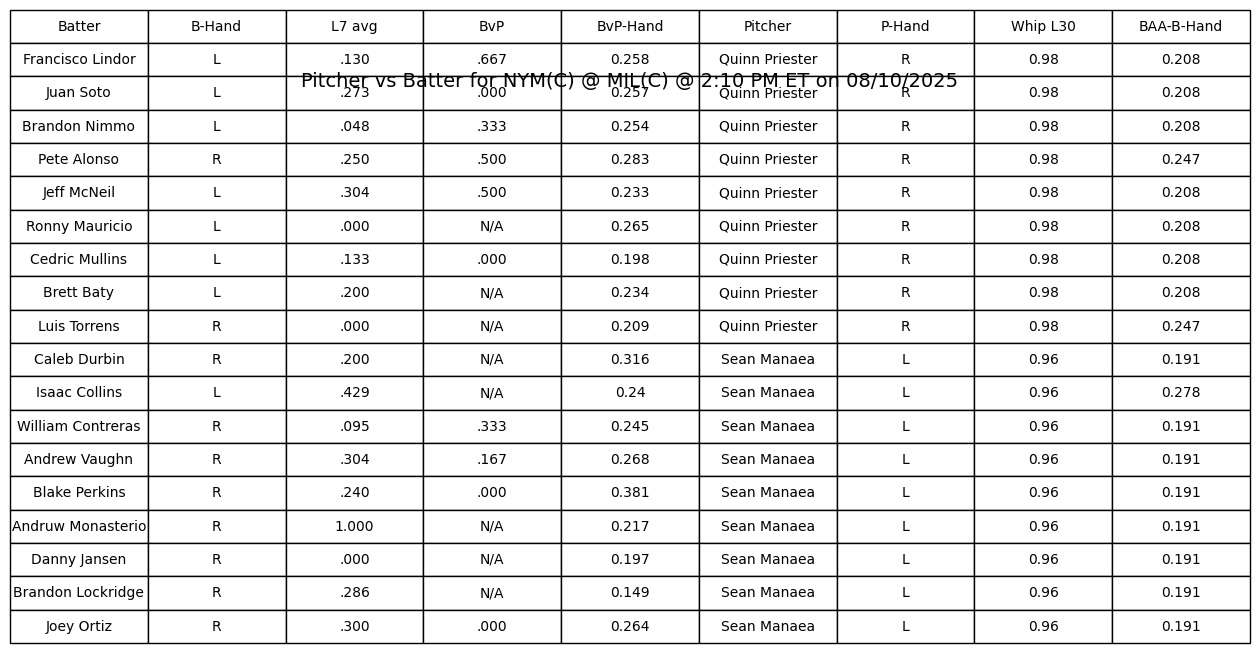 Batter B-Hand L7 avg BvP BvP-Hand Pitcher P-Hand Whip L30 BAA-B-Hand
Francisco Lindor L .130 .667 0.258 Quinn Priester R 0.98 0.208
Pitcher vs Batter for NYM(C) @ MIL(C) @ 2:10 PM ET on 08/10/2025
Juan Soto L .273 .000 0.257 Quinn Priester R 0.98 0.208
Brandon Nimmo L .048 .333 0.254 Quinn Priester R 0.98 0.208
Pete Alonso R .250 .500 0.283 Quinn Priester R 0.98 0.247
Jeff McNeil L .304 .500 0.233 Quinn Priester R 0.98 0.208
Ronny Mauricio L .000 N/A 0.265 Quinn Priester R 0.98 0.208
Cedric Mullins L .133 .000 0.198 Quinn Priester R 0.98 0.208
Brett Baty L .200 N/A 0.234 Quinn Priester R 0.98 0.208
Luis Torrens R .000 N/A 0.209 Quinn Priester R 0.98 0.247
Caleb Durbin R .200 N/A 0.316 Sean Manaea L 0.96 0.191
Isaac Collins L .429 N/A 0.24 Sean Manaea L 0.96 0.278
William Contreras R .095 .333 0.245 Sean Manaea L 0.96 0.191
Andrew Vaughn R .304 .167 0.268 Sean Manaea L 0.96 0.191
Blake Perkins R .240 .000 0.381 Sean Manaea L 0.96 0.191
Andruw Monasterio R 1.000 N/A 0.217 Sean Manaea L 0.96 0.191
Danny Jansen R .000 N/A 0.197 Sean Manaea L 0.96 0.191
Brandon Lockridge R .286 N/A 0.149 Sean Manaea L 0.96 0.191
Joey Ortiz R .300 .000 0.264 Sean Manaea L 0.96 0.191